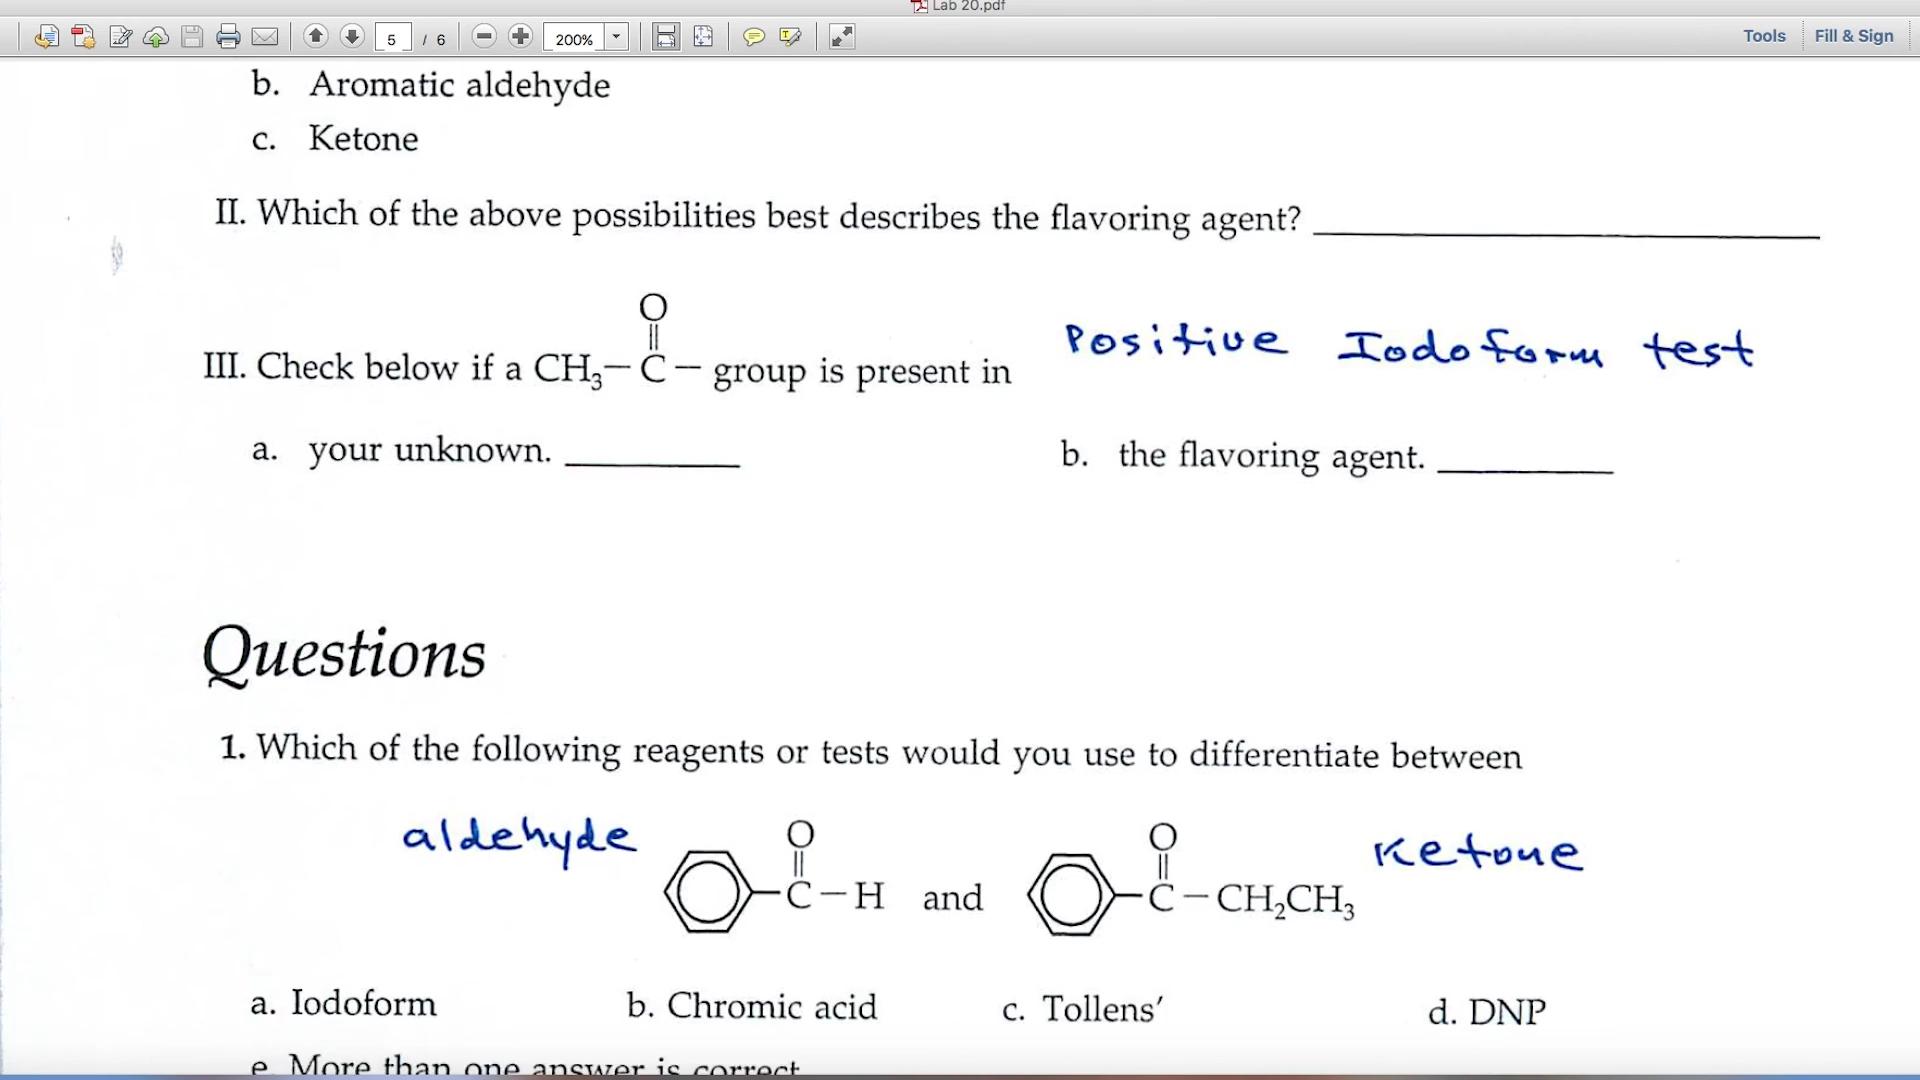 Lab 20.pdf
5 / 6 200% Tools Fill & Sign
b. Aromatic aldehyde
c. Ketone
II. Which of the above possibilities best describes the flavoring agent?
O
III. Check below if a CH₃— C — group is present in Positive Iodoform test
a. your unknown. b. the flavoring agent.
Questions
1. Which of the following reagents or tests would you use to differentiate between
aldehyde O O Ketone
C—H and C—CH₂CH₃
a. Iodoform b. Chromic acid c. Tollens' d. DNP
e. More than one answer is correct